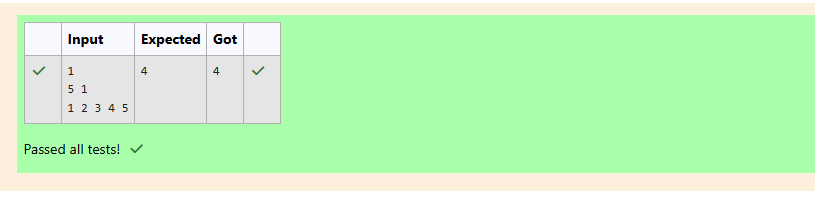 Input Expected Got
1 4 4
5 1
1 2 3 4 5
Passed all tests!